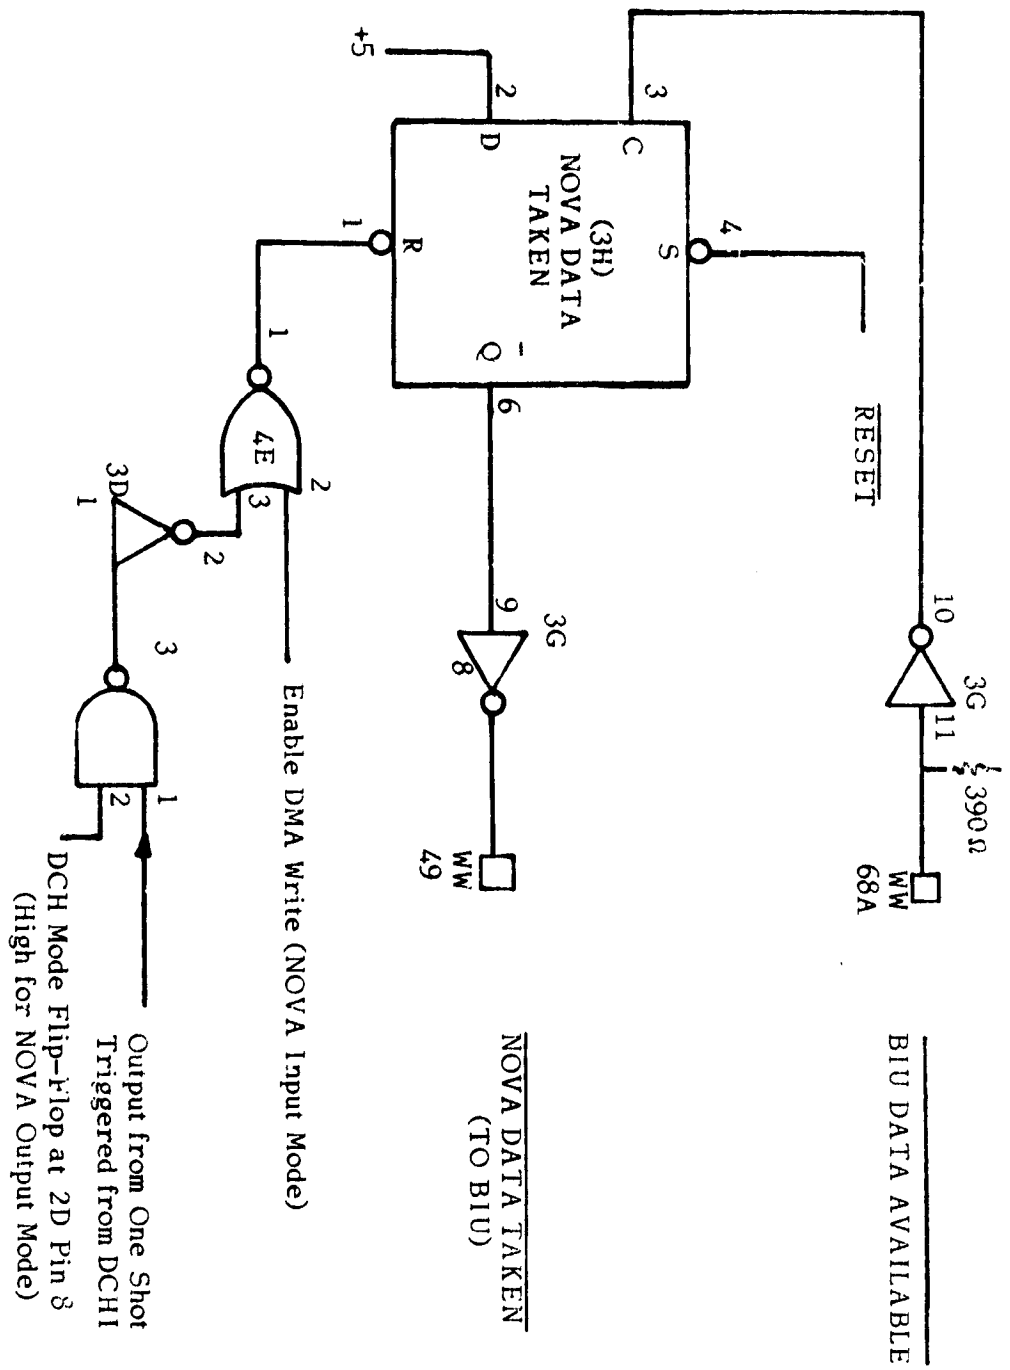 BIU DATA AVAILABLE
WW
68A
390Ω
11
3G
10
RESET
4
S
3
C
(3H)
NOVA DATA
TAKEN
D
2
+5
R
1
Q
6
9
3G
8
WW
49
NOVA DATA TAKEN
(TO BIU)
1
4E
2
3
Enable DMA Write (NOVA Input Mode)
3D
1
2
3
1
2
Output from One Shot
Triggered from DCHI
DCH Mode Flip-Flop at 2D Pin 8
(High for NOVA Output Mode)